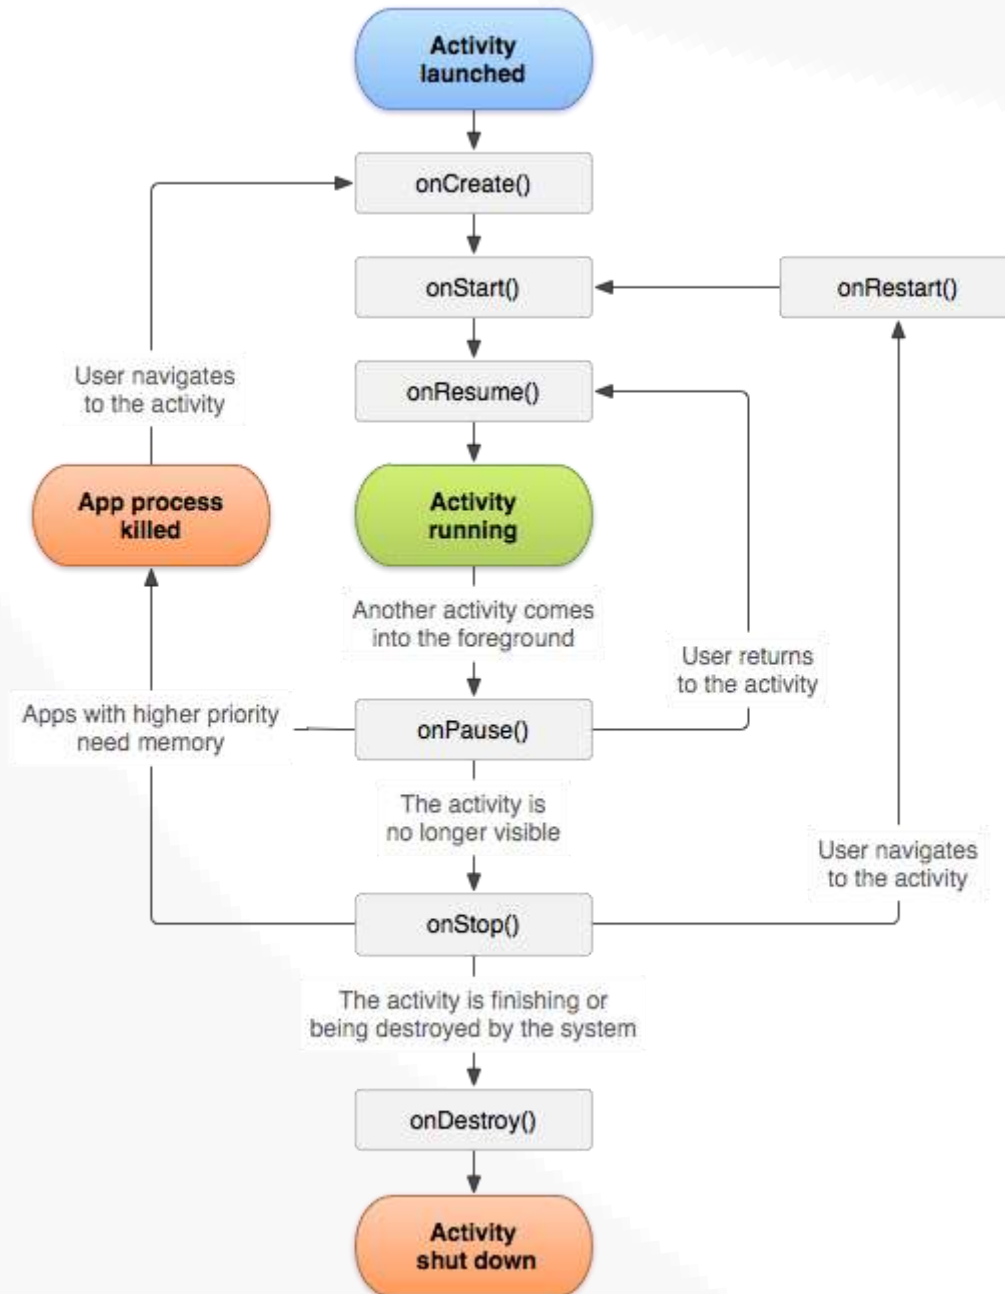 Activity
launched
onCreate()
onStart()
onRestart()
onResume()
User navigates
to the activity
App process
killed
Activity
running
Another activity comes
into the foreground
User returns
to the activity
Apps with higher priority
need memory
onPause()
The activity is
no longer visible
User navigates
to the activity
onStop()
The activity is finishing or
being destroyed by the system
onDestroy()
Activity
shut down